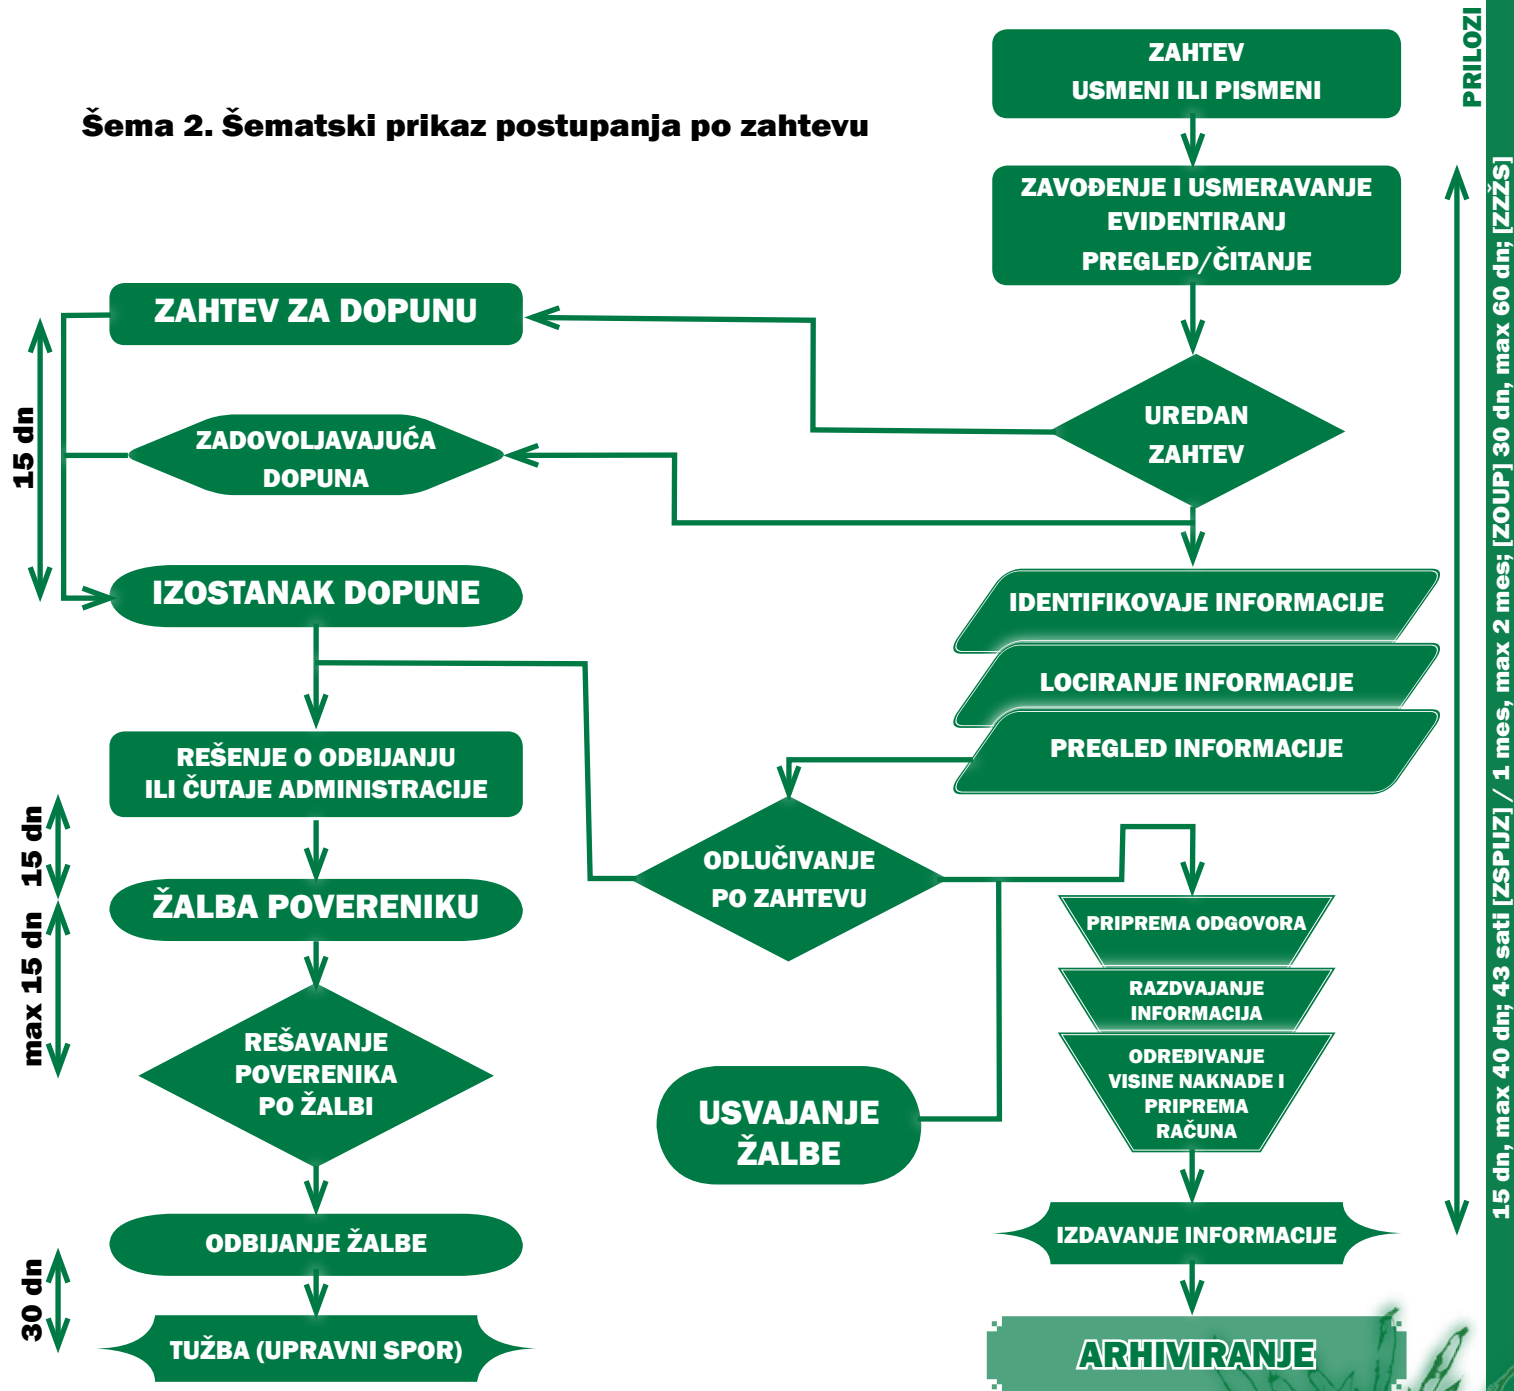 PRILOZI
ZAHTEV
USMENI ILI PISMENI
Šema 2. Šematski prikaz postupanja po zahtevu
ZAVOĐENJE I USMERAVANJE
EVIDENTIRANJ
PREGLED/ČITANJE
ZAHTEV ZA DOPUNU
UREDAN
ZAHTEV
15 dn
ZADOVOLJAVAJUĆA
DOPUNA
IZOSTANAK DOPUNE
IDENTIFIKOVAJE INFORMACIJE
LOCIRANJE INFORMACIJE
PREGLED INFORMACIJE
REŠENJE O ODBIJANJU
ILI ČUTAJE ADMINISTRACIJE
15 dn
ODLUČIVANJE
PO ZAHTEVU
ŽALBA POVERENIKU
max 15 dn
PRIPREMA ODGOVORA
RAZDVAJANJE
INFORMACIJA
ODREĐIVANJE
VISINE NAKNADE I
PRIPREMA
RAČUNA
REŠAVANJE
POVERENIKA
PO ŽALBI
USVAJANJE
ŽALBE
ODBIJANJE ŽALBE
IZDAVANJE INFORMACIJE
30 dn
TUŽBA (UPRAVNI SPOR)
ARHIVIRANJE
15 dn, max 40 dn; 43 sati [ZSPIJZ] / 1 mes, max 2 mes; [ZOUP] 30 dn, max 60 dn; [ZZŽS]